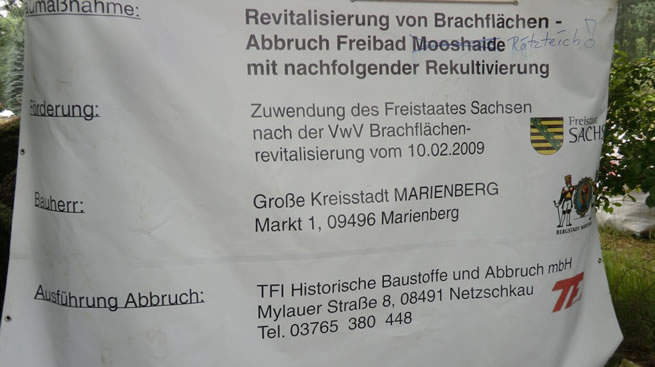 Baumaßnahme:
Revitalisierung von Brachflächen -
Abbruch Freibad Mooshaide Rätzteich!
mit nachfolgender Rekultivierung
Förderung:
Zuwendung des Freistaates Sachsen
nach der VwV Brachflächen-
revitalisierung vom 10.02.2009
Freistaat
SACHS
Bauherr:
Große Kreisstadt MARIENBERG
Markt 1, 09496 Marienberg
BERGSTADT
Ausführung Abbruch:
TFI Historische Baustoffe und Abbruch mbH
Mylauer Straße 8, 08491 Netzschkau
Tel. 03765 380 448
TFI